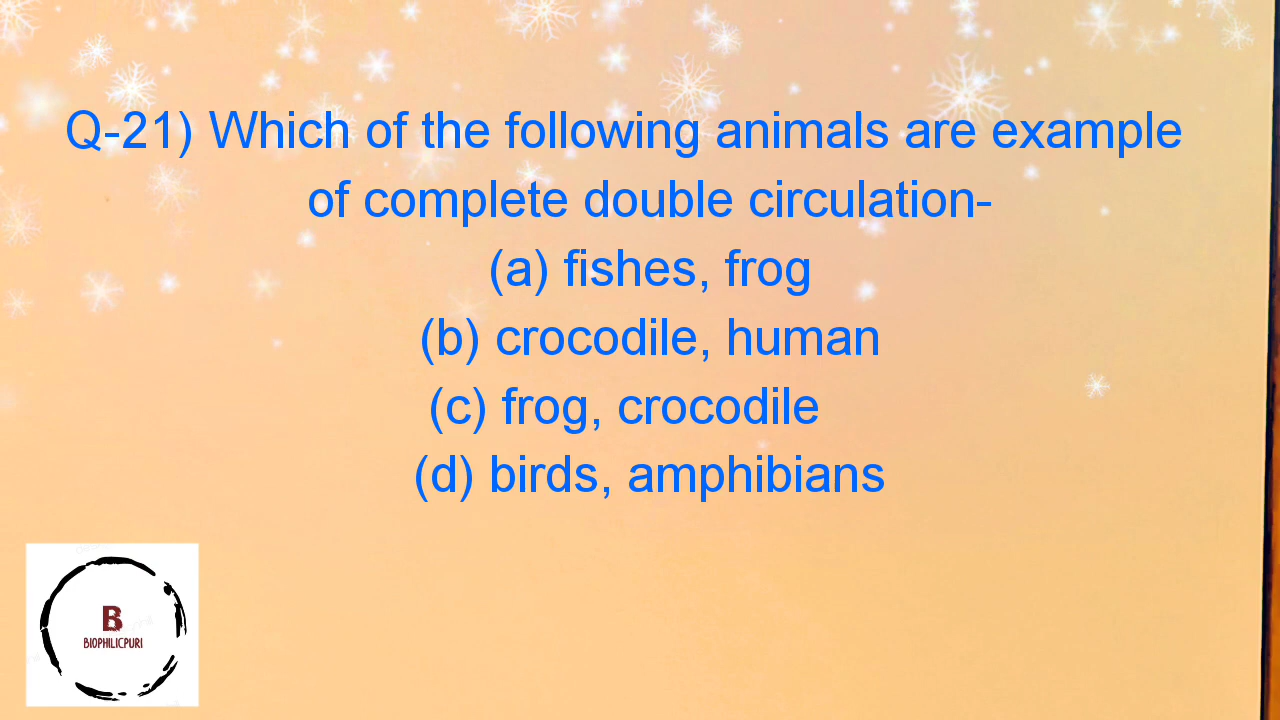 Q-21) Which of the following animals are example
of complete double circulation-
(a) fishes, frog
(b) crocodile, human
(c) frog, crocodile
(d) birds, amphibians
B
BIOPHILICPURI